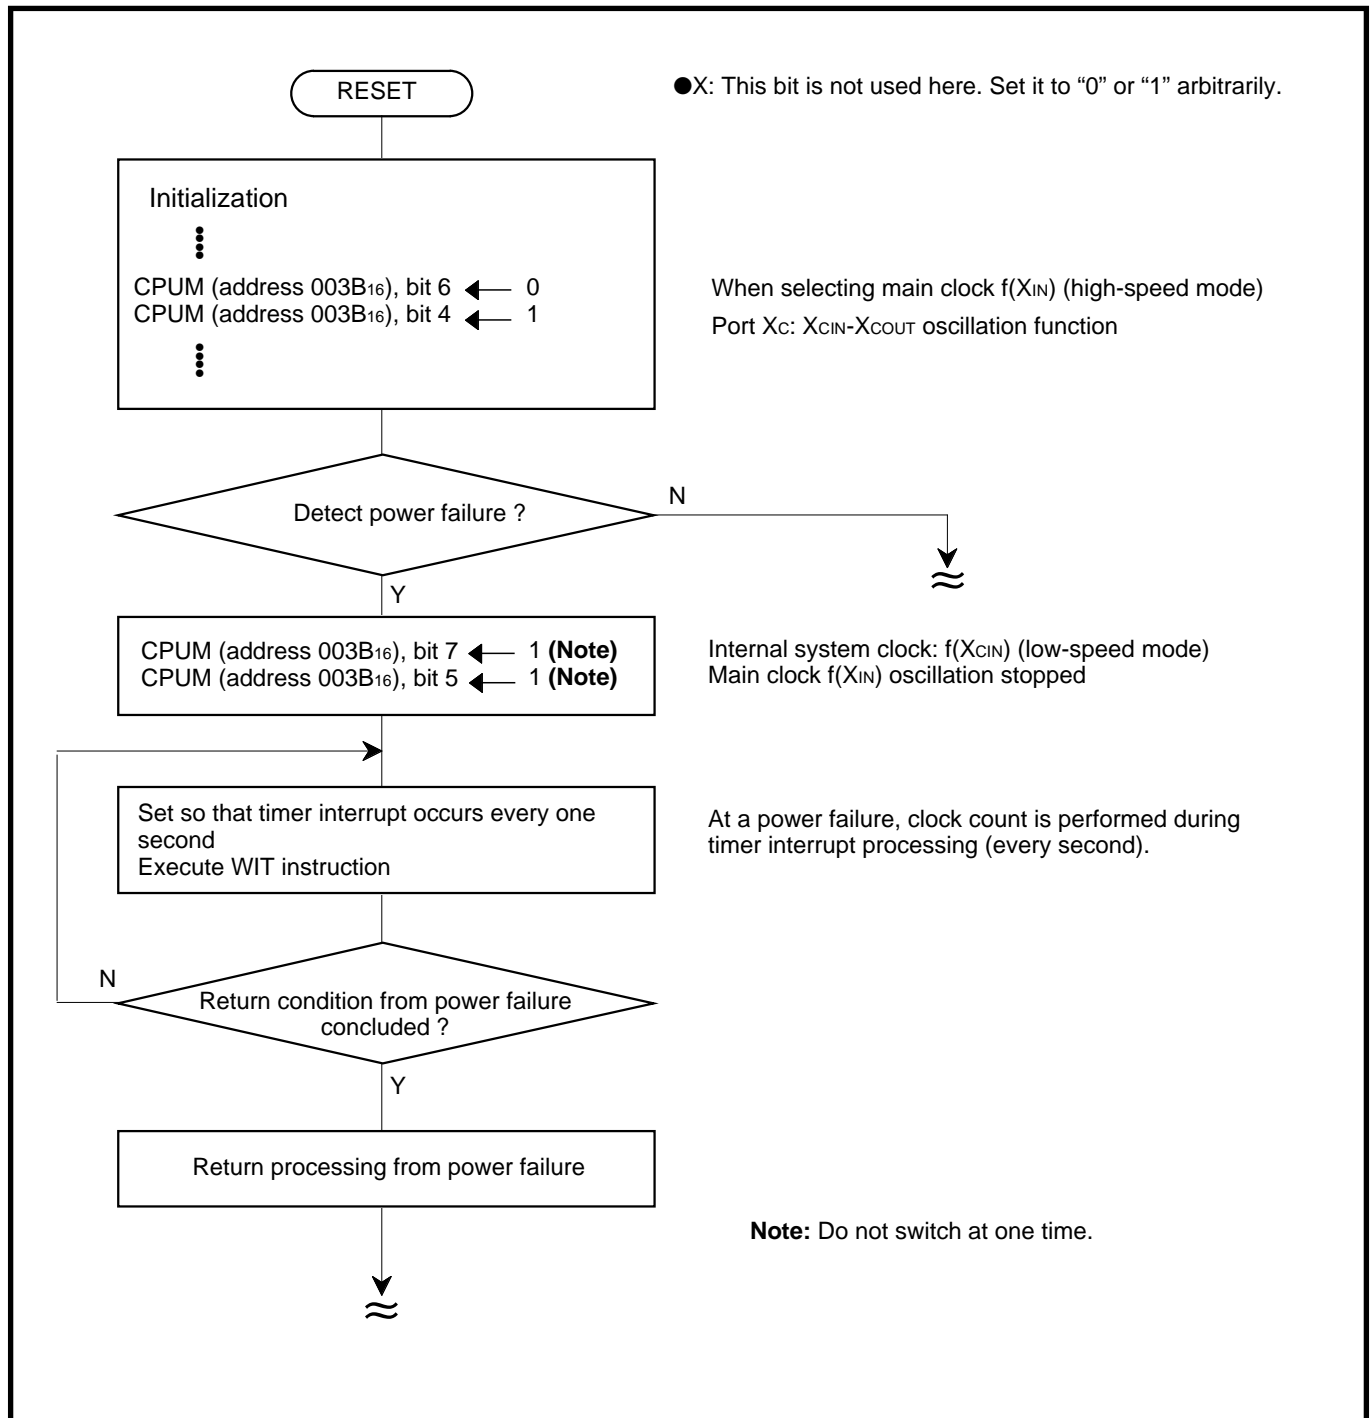 RESET
●X: This bit is not used here. Set it to “0” or “1” arbitrarily.
Initialization
CPUM (address 003B16), bit 6 ← 0
When selecting main clock f(XIN) (high-speed mode)
CPUM (address 003B16), bit 4 ← 1
Port XC: XCIN-XCOUT oscillation function
Detect power failure ?
N
Y
CPUM (address 003B16), bit 7 ← 1 (Note)
Internal system clock: f(XCIN) (low-speed mode)
CPUM (address 003B16), bit 5 ← 1 (Note)
Main clock f(XIN) oscillation stopped
Set so that timer interrupt occurs every one
second
Execute WIT instruction
At a power failure, clock count is performed during
timer interrupt processing (every second).
N
Return condition from power failure
concluded ?
Y
Return processing from power failure
Note: Do not switch at one time.